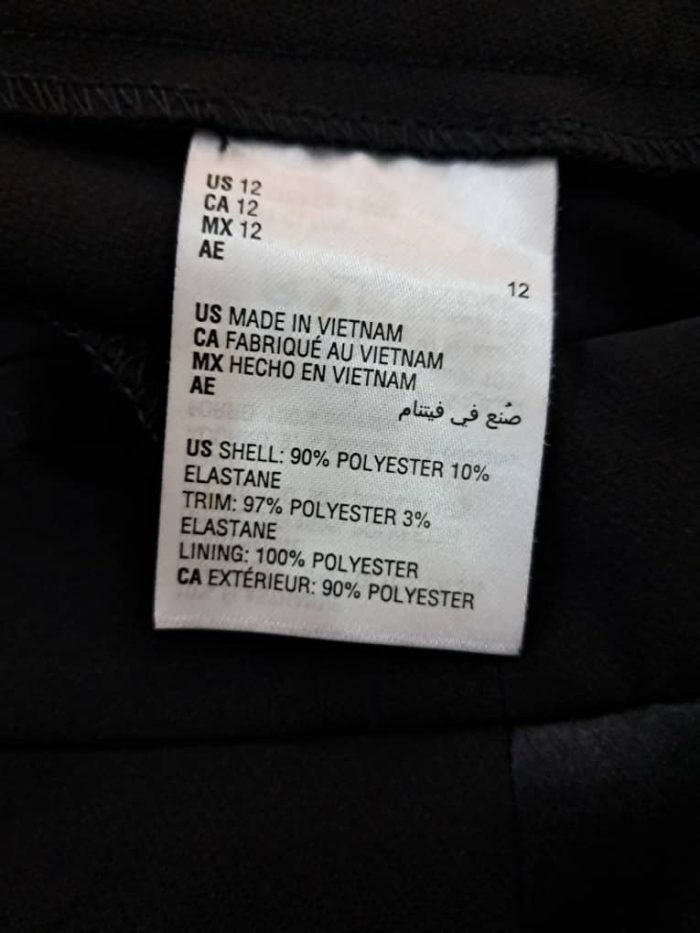 US 12
CA 12
MX 12
AE
12
US MADE IN VIETNAM
CA FABRIQUÉ AU VIETNAM
MX HECHO EN VIETNAM
AE
صُنع في فيتنام
US SHELL: 90% POLYESTER 10%
ELASTANE
TRIM: 97% POLYESTER 3%
ELASTANE
LINING: 100% POLYESTER
CA EXTÉRIEUR: 90% POLYESTER